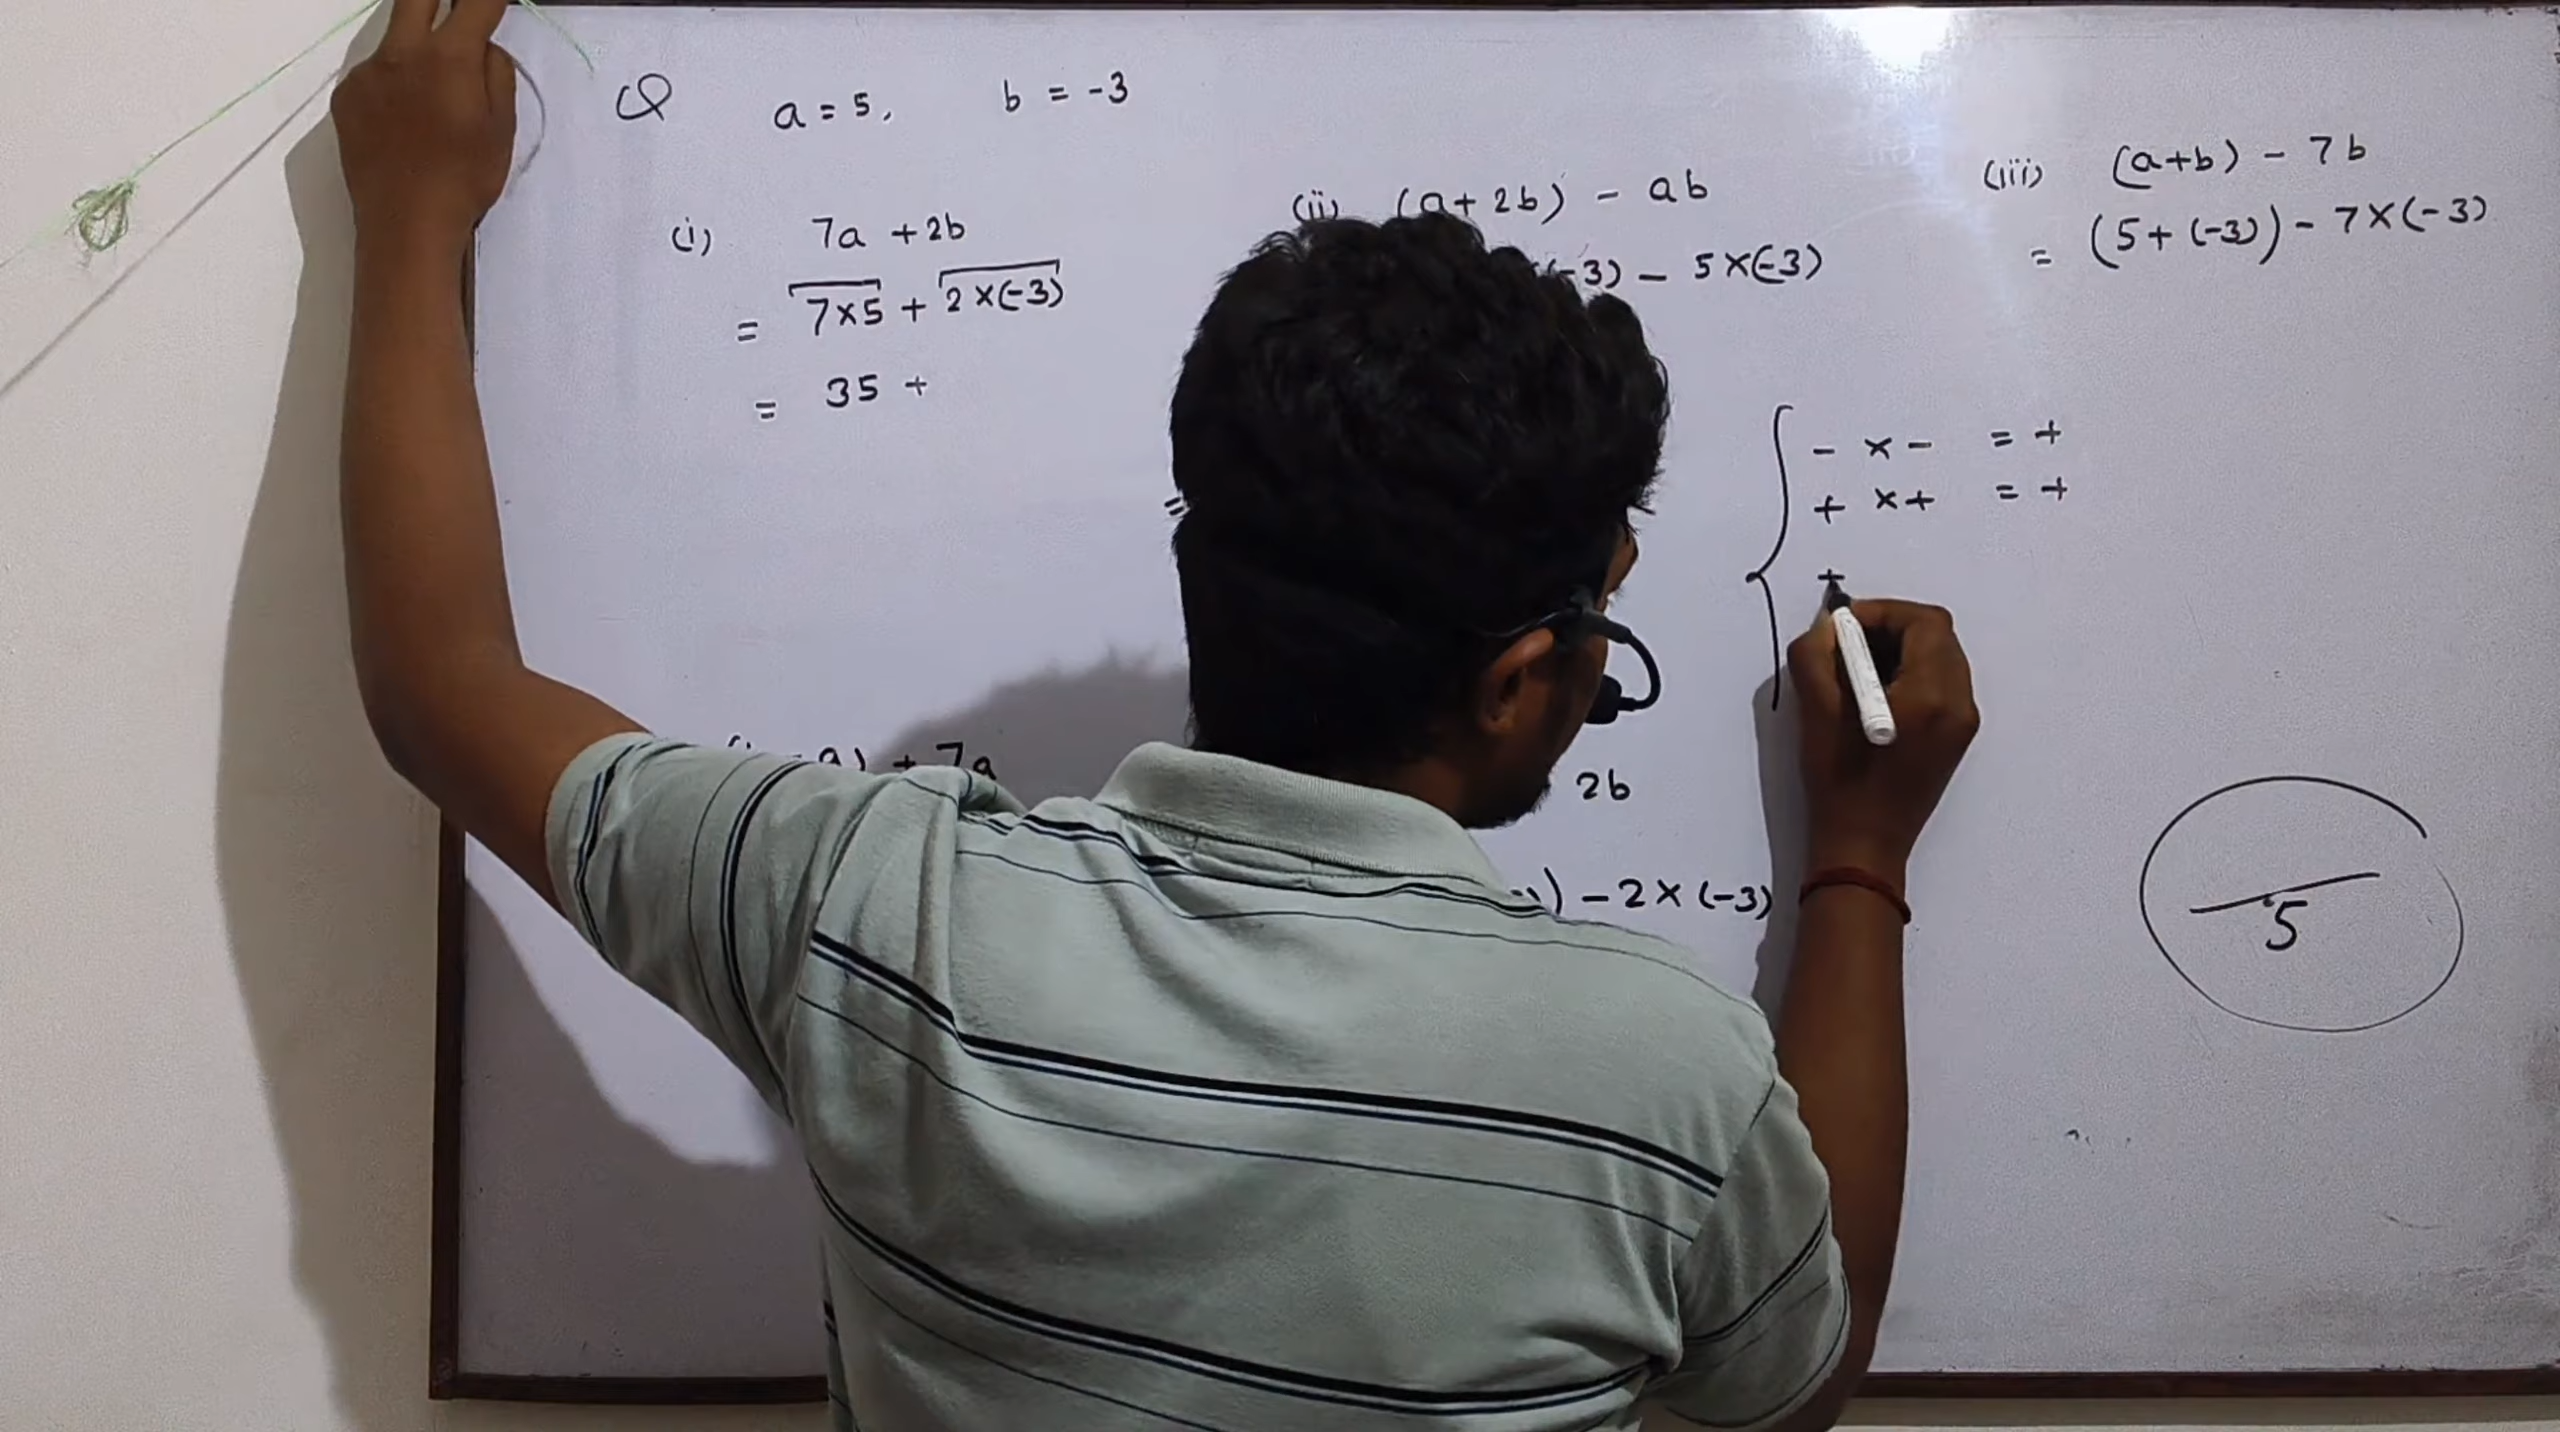 Q a = 5, b = -3
(i) 7a + 2b
= 7×5 + 2×(-3)
= 35 +
(ii) (a + 2b) - ab
-3) - 5×(-3)
=
(iii) (a+b) - 7b
= (5 + (-3)) - 7×(-3)
- × - = +
+ × + = +
+
a) + 7a
2b
) - 2×(-3)
5